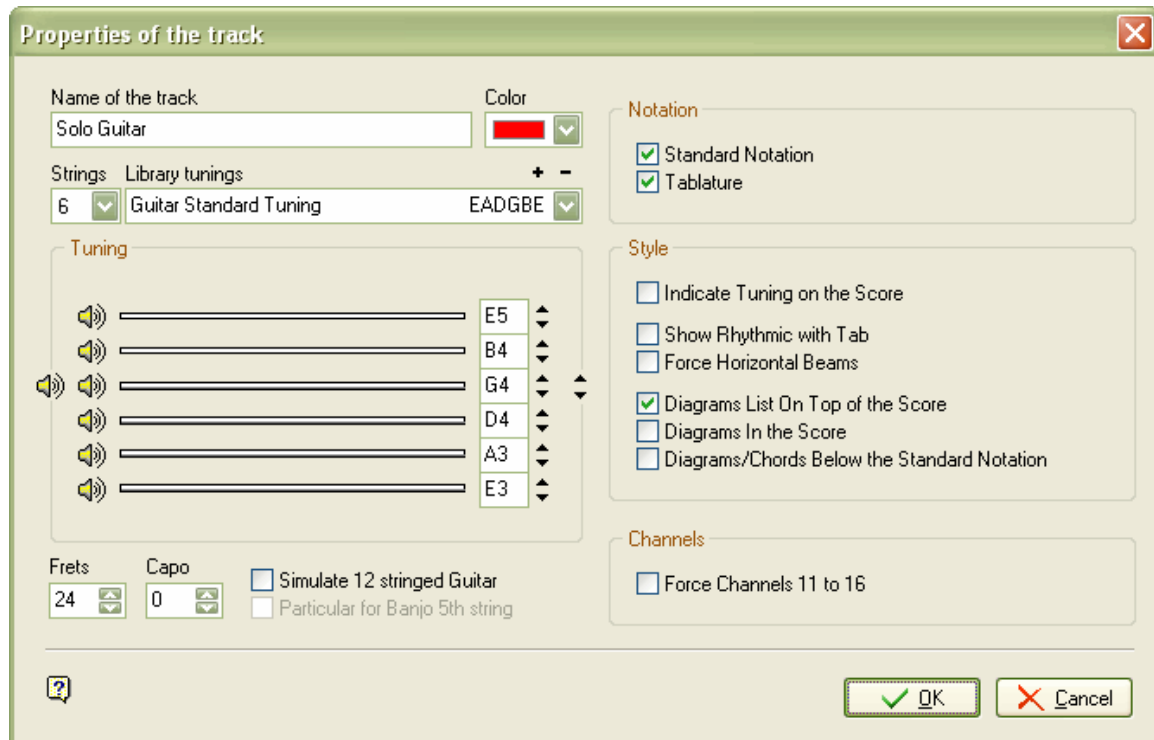 Properties of the track
Name of the track
Color
Solo Guitar
Strings
Library tunings
+ -
6
Guitar Standard Tuning
EADGBE
Tuning
E5
B4
G4
D4
A3
E3
Frets
Capo
24
0
Simulate 12 stringed Guitar
Particular for Banjo 5th string
Notation
Standard Notation
Tablature
Style
Indicate Tuning on the Score
Show Rhythmic with Tab
Force Horizontal Beams
Diagrams List On Top of the Score
Diagrams In the Score
Diagrams/Chords Below the Standard Notation
Channels
Force Channels 11 to 16
?
OK
Cancel